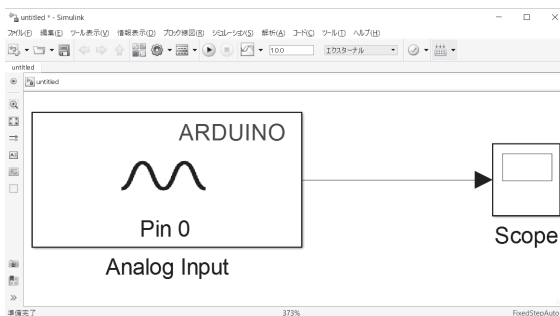 untitled * - Simulink
ファイル(F) 編集(E) ツール表示(V) 情報表示(D) ブロック線図(R) シミュレーション(S) 解析(A) コード(C) ツール(T) ヘルプ(H)
10.0 エクスターナル
untitled
untitled
ARDUINO
Pin 0
Analog Input
Scope
準備完了 373% FixedStepAuto